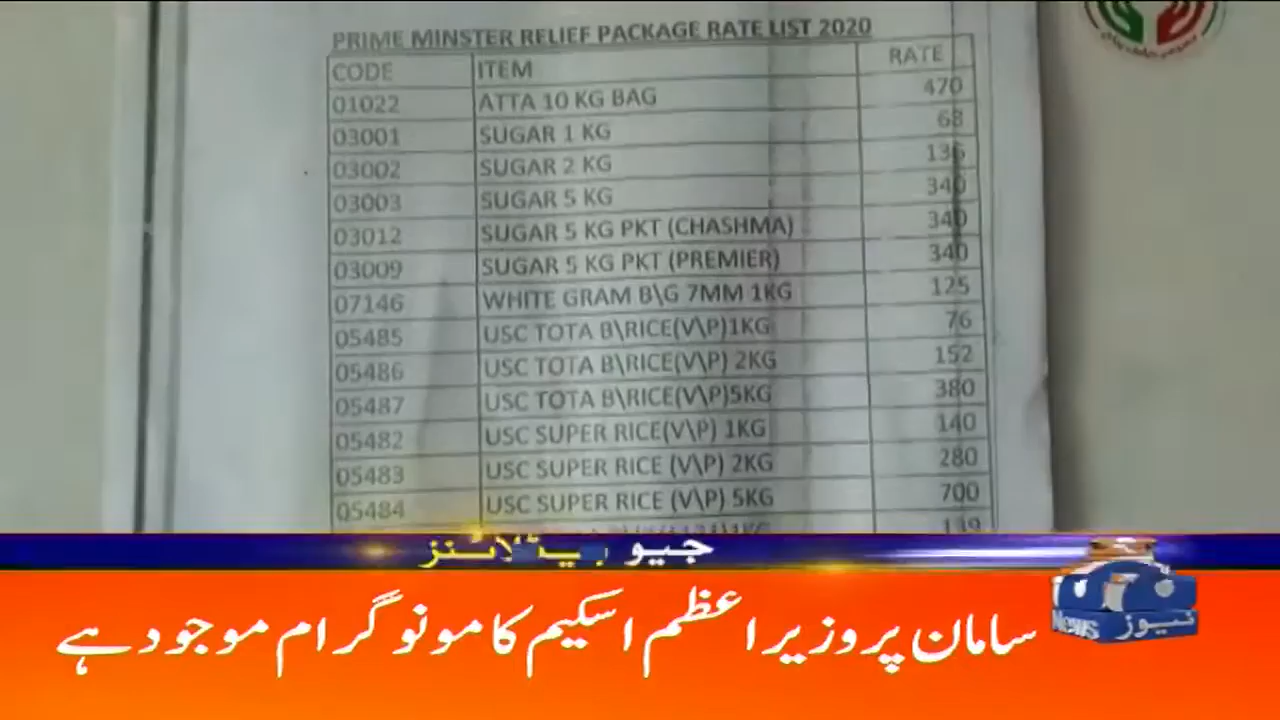 PRIME MINSTER RELIEF PACKAGE RATE LIST 2020
CODE ITEM RATE
01022 ATTA 10 KG BAG 470
03001 SUGAR 1 KG 68
03002 SUGAR 2 KG 136
03003 SUGAR 5 KG 340
03012 SUGAR 5 KG PKT (CHASHMA) 340
03009 SUGAR 5 KG PKT (PREMIER) 340
07146 WHITE GRAM B\G 7MM 1KG 125
05485 USC TOTA B\RICE(V\P)1KG 76
05486 USC TOTA B\RICE(V\P) 2KG 152
05487 USC TOTA B\RICE(V\P)5KG 380
05482 USC SUPER RICE(V\P) 1KG 140
05483 USC SUPER RICE (V\P) 2KG 280
05484 USC SUPER RICE (V\P) 5KG 700
139
جیو ہیڈلائنز
سامان پر وزیراعظم اسکیم کا مونوگرام موجود ہے
News نیوز